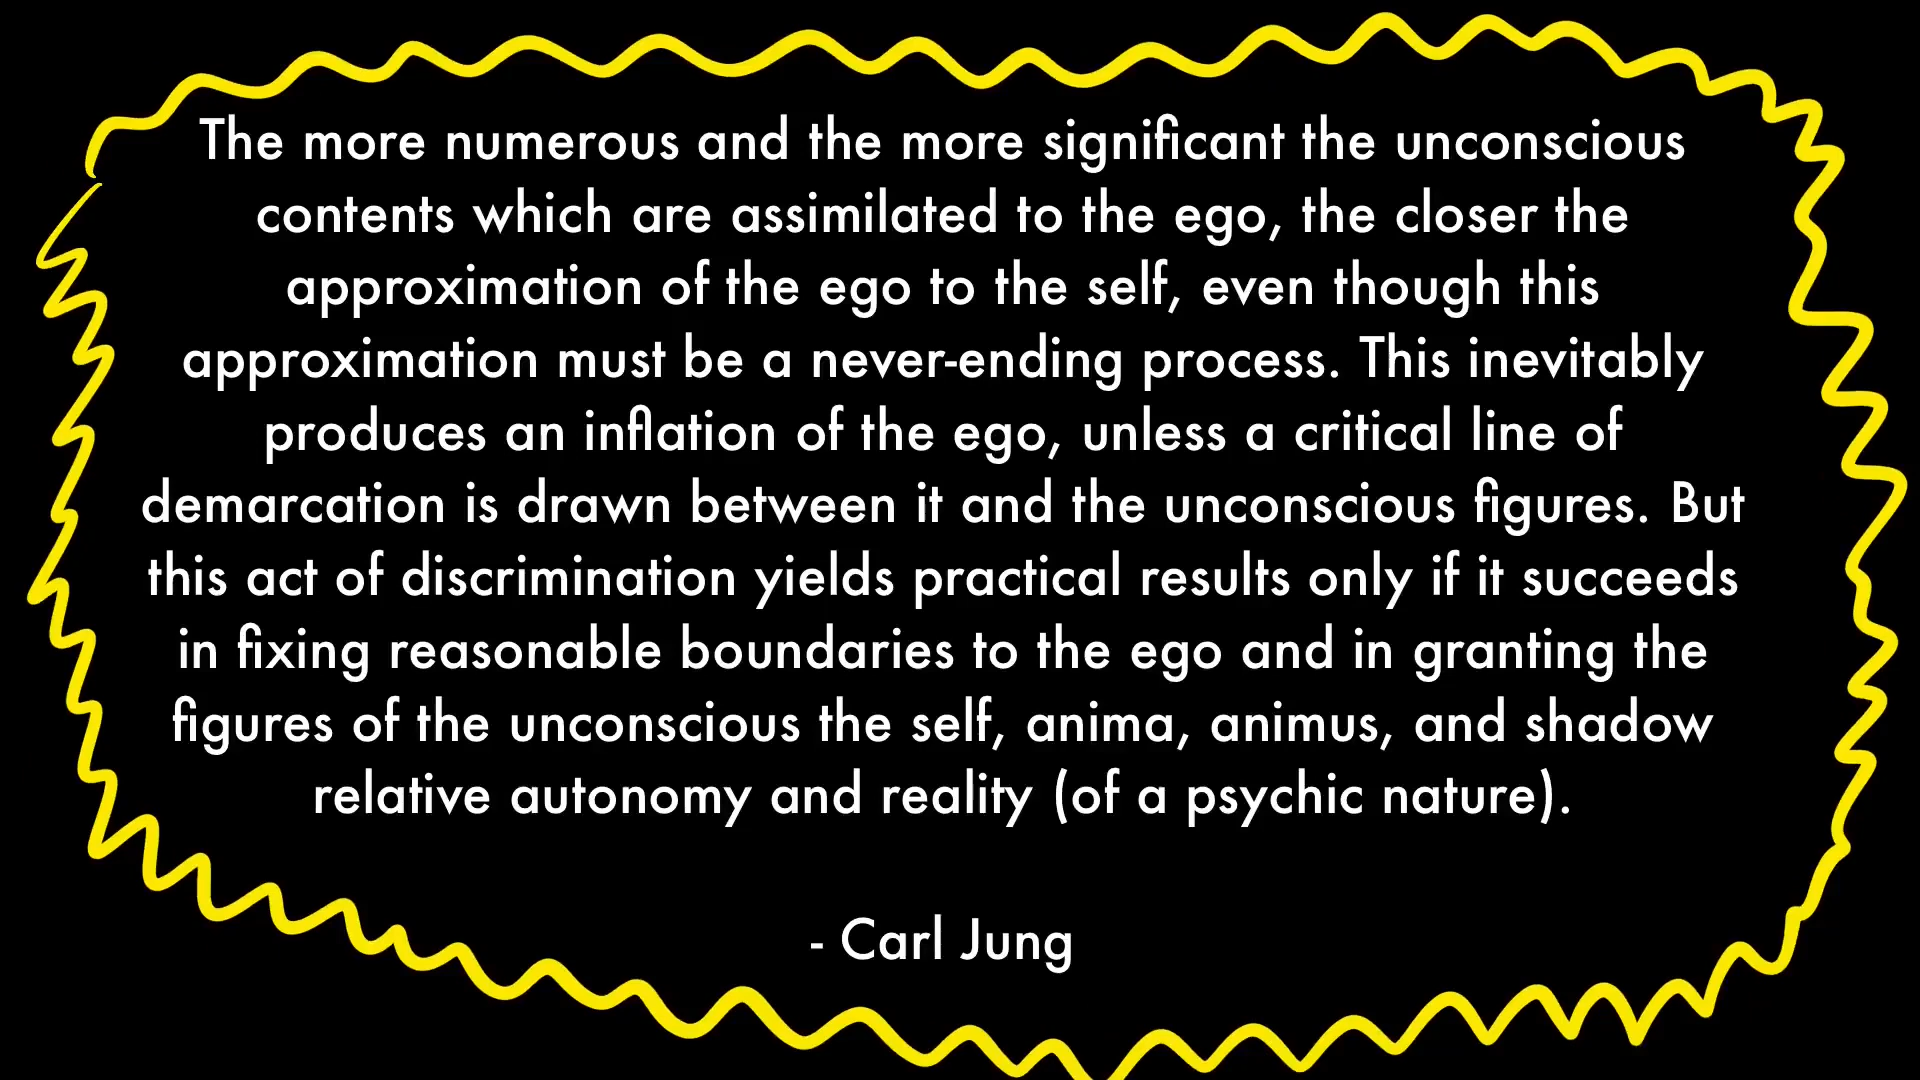 The more numerous and the more significant the unconscious
contents which are assimilated to the ego, the closer the
approximation of the ego to the self, even though this
approximation must be a never-ending process. This inevitably
produces an inflation of the ego, unless a critical line of
demarcation is drawn between it and the unconscious figures. But
this act of discrimination yields practical results only if it succeeds
in fixing reasonable boundaries to the ego and in granting the
figures of the unconscious the self, anima, animus, and shadow
relative autonomy and reality (of a psychic nature).
- Carl Jung